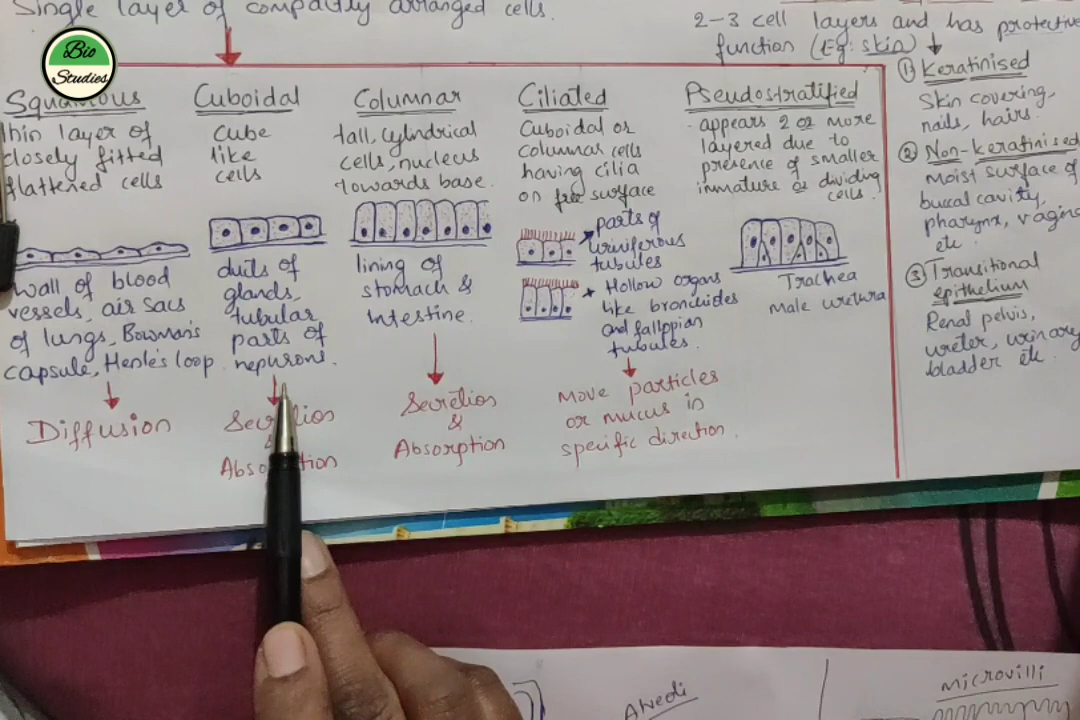 Single layer of compactly arranged cells.
2-3 cell layers and has protective
function (Eg: skin)
Bio
Studies
Squamous
thin layer of
closely fitted
flattened cells
wall of blood
vessels, air sacs
of lungs, Bowman's
capsule, Henle's loop
Diffusion
Cuboidal
Cube
like
cells
ducts of
glands,
tubular
parts of
nephrons.
Secretion
&
Absorption
Columnar
tall, cylindrical
cells, nucleus
towards base.
lining of
stomach &
Intestine.
Secretion
&
Absorption
Ciliated
Cuboidal or
columnar cells
having cilia
on free surface
parts of
uriniferous
tubules
Hollow organs
like bronchides
and fallppian
tubules.
Move particles
or mucus in
specific direction.
Pseudostratified
appears 2 or more
layered due to
presence of smaller
immature or dividing
cells.
Trachea
male urethra
① Keratinised
Skin covering,
nails, hairs.
② Non-keratinised
moist surface of
buccal cavity,
pharynx, vagina
etc
③ Transitional
epithelium
Renal pelvis,
ureter, urinary
bladder etc.
Alveoli
Microvilli